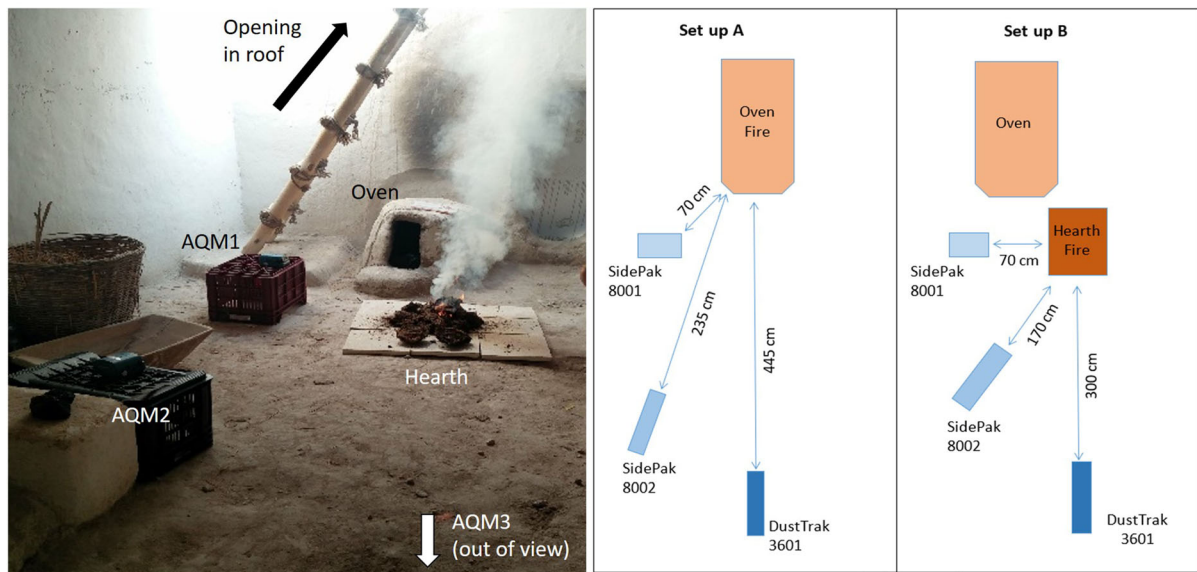 Opening
in roof
Oven
AQM1
Hearth
AQM2
AQM3
(out of view)
Set up A
Oven
Fire
70 cm
SidePak
8001
235 cm
445 cm
SidePak
8002
DustTrak
3601
Set up B
Oven
Hearth
Fire
70 cm
SidePak
8001
170 cm
300 cm
SidePak
8002
DustTrak
3601